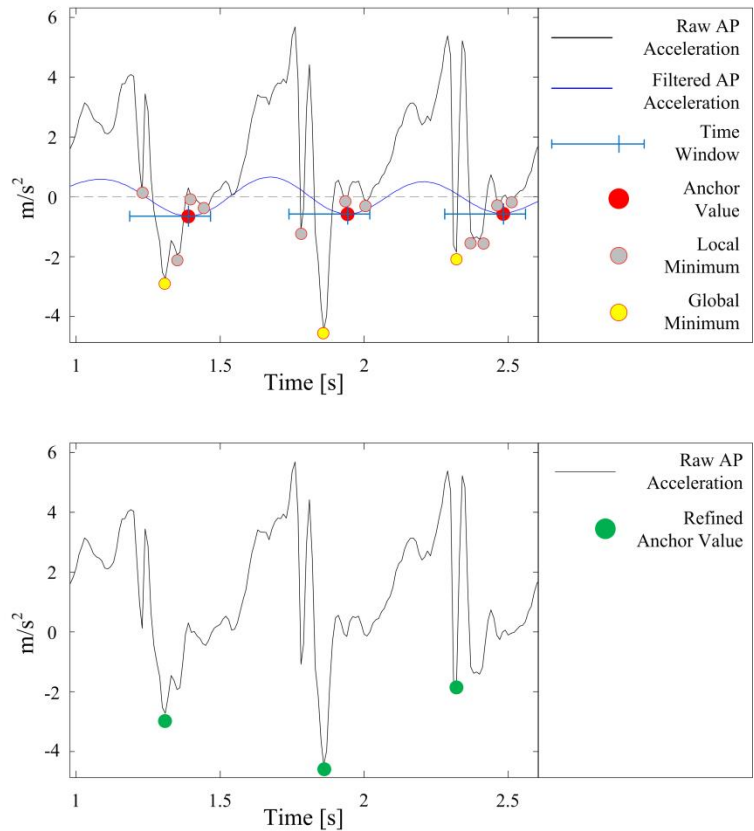 6
4
2
0
-2
-4
m/s²
1
1.5
2
2.5
Time [s]
Raw AP
Acceleration
Filtered AP
Acceleration
Time
Window
Anchor
Value
Local
Minimum
Global
Minimum
6
4
2
0
-2
-4
m/s²
1
1.5
2
2.5
Time [s]
Raw AP
Acceleration
Refined
Anchor Value